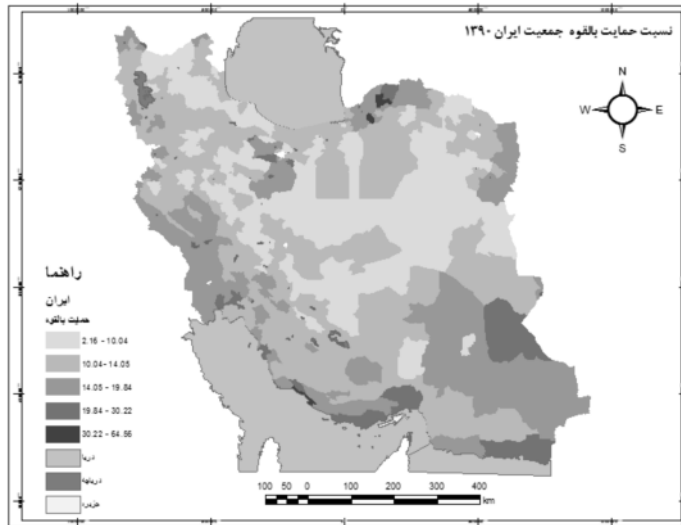 نسبت حمایت بالقوه جمعیت ایران ۱۳۹۰
N
W E
S
راهنما
ایران
حمایت بالقوه
2.16 - 10.04
10.04 - 14.05
14.05 - 19.84
19.84 - 30.22
30.22 - 64.56
دریا
دریاچه
جزیره
100 50 0 100 200 300 400
km